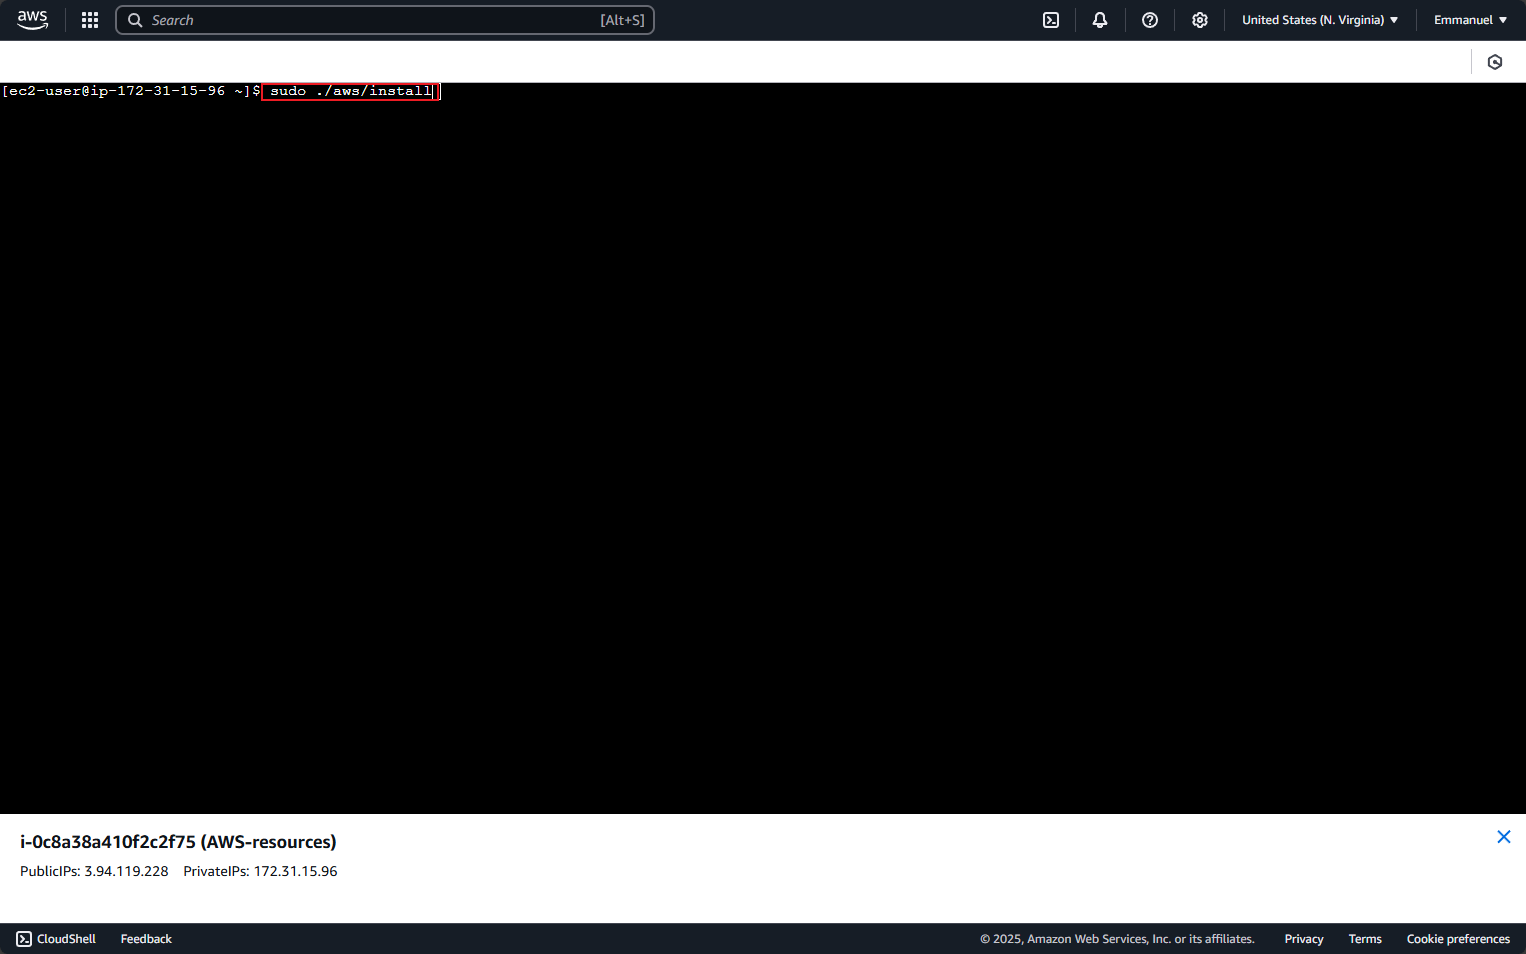 aws
Search [Alt+S]
United States (N. Virginia)
Emmanuel
[ec2-user@ip-172-31-15-96 ~]$ sudo ./aws/install
i-0c8a38a410f2c2f75 (AWS-resources)
PublicIPs: 3.94.119.228 PrivateIPs: 172.31.15.96
CloudShell Feedback © 2025, Amazon Web Services, Inc. or its affiliates. Privacy Terms Cookie preferences